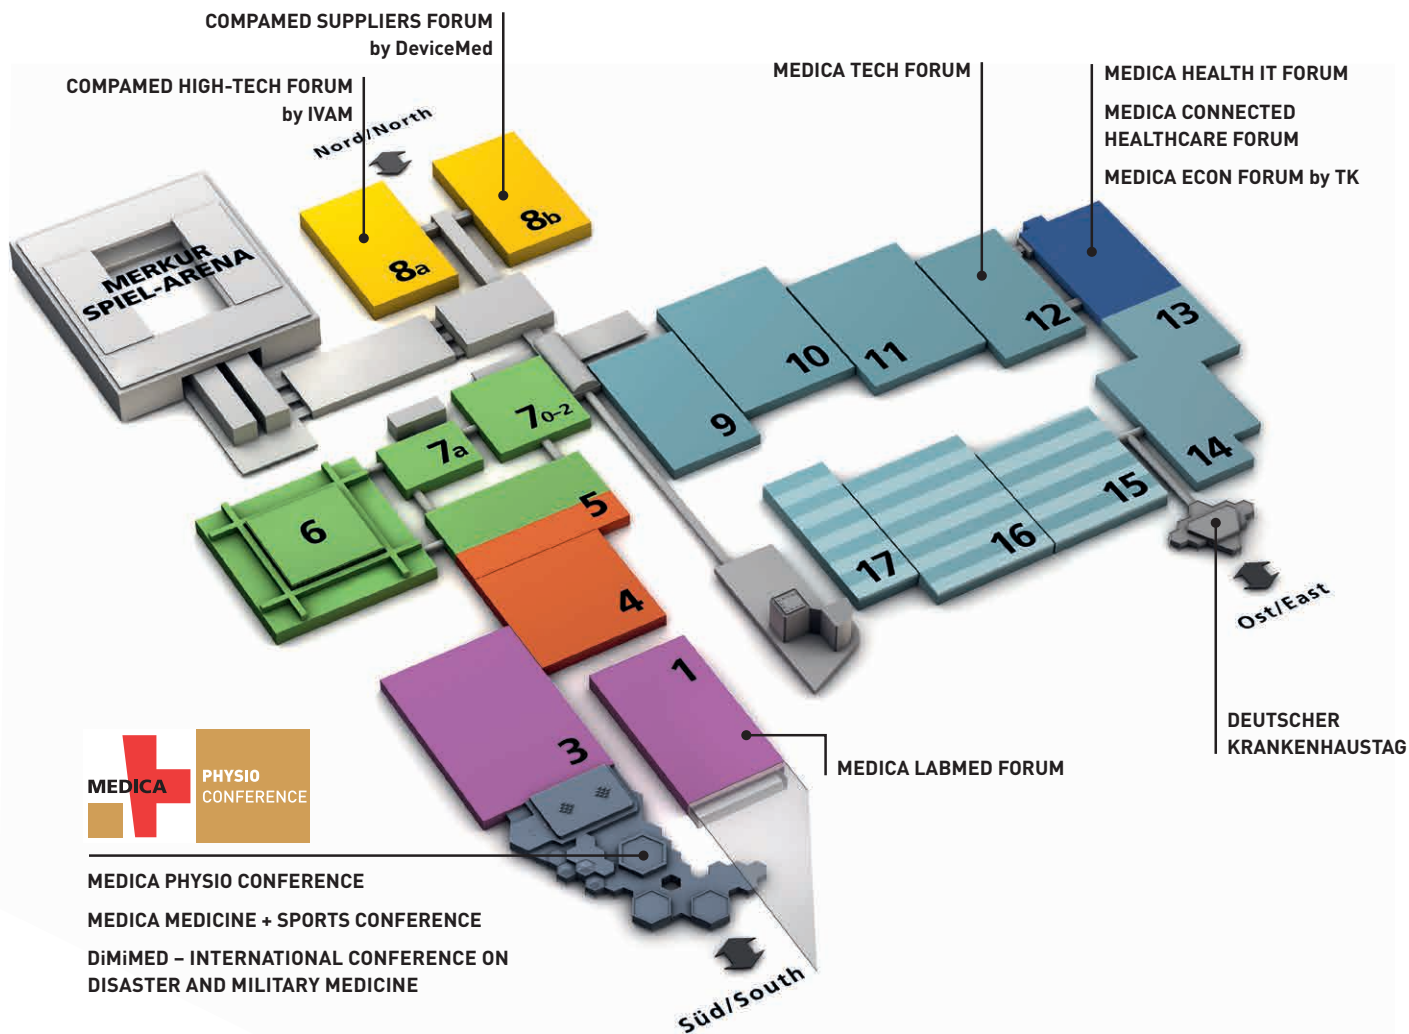 COMPAMED SUPPLIERS FORUM
by DeviceMed
COMPAMED HIGH-TECH FORUM
by IVAM
MEDICA TECH FORUM
MEDICA HEALTH IT FORUM
MEDICA CONNECTED
HEALTHCARE FORUM
MEDICA ECON FORUM by TK
Nord/North
MERKUR
SPIEL-ARENA
8a
8b
9
10
11
12
13
14
15
16
17
7a
70-2
6
5
4
3
1
Ost/East
DEUTSCHER
KRANKENHAUSTAG
MEDICA LABMED FORUM
MEDICA
PHYSIO
CONFERENCE
MEDICA PHYSIO CONFERENCE
MEDICA MEDICINE + SPORTS CONFERENCE
DiMiMED – INTERNATIONAL CONFERENCE ON
DISASTER AND MILITARY MEDICINE
Süd/South